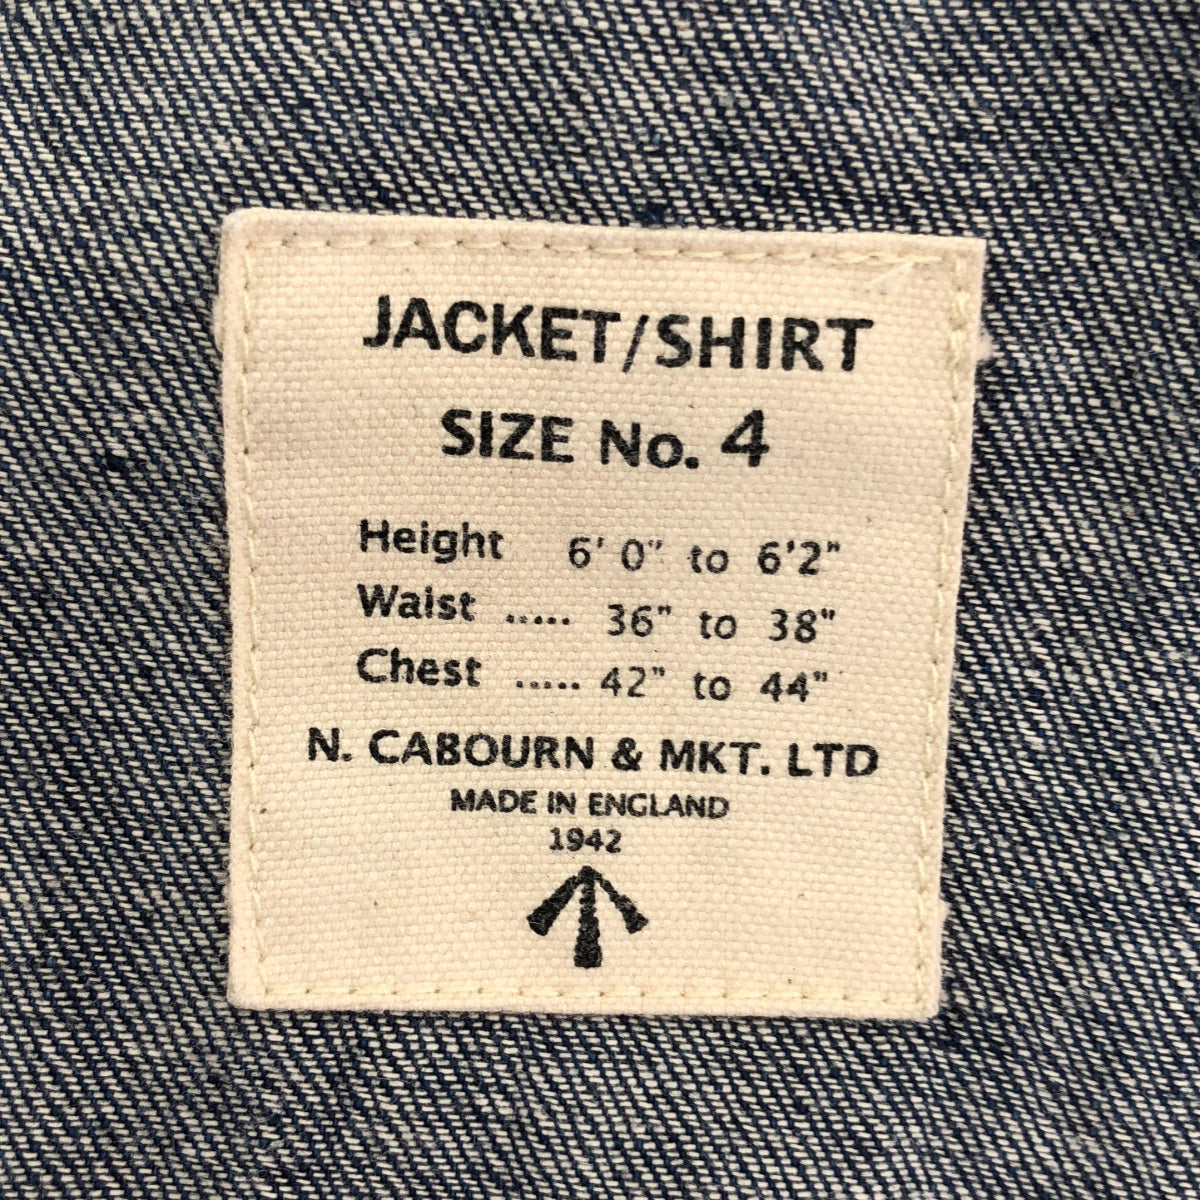 JACKET/SHIRT
SIZE No. 4
Height 6' 0" to 6'2"
Waist ..... 36" to 38"
Chest ..... 42" to 44"
N. CABOURN & MKT. LTD
MADE IN ENGLAND
1942